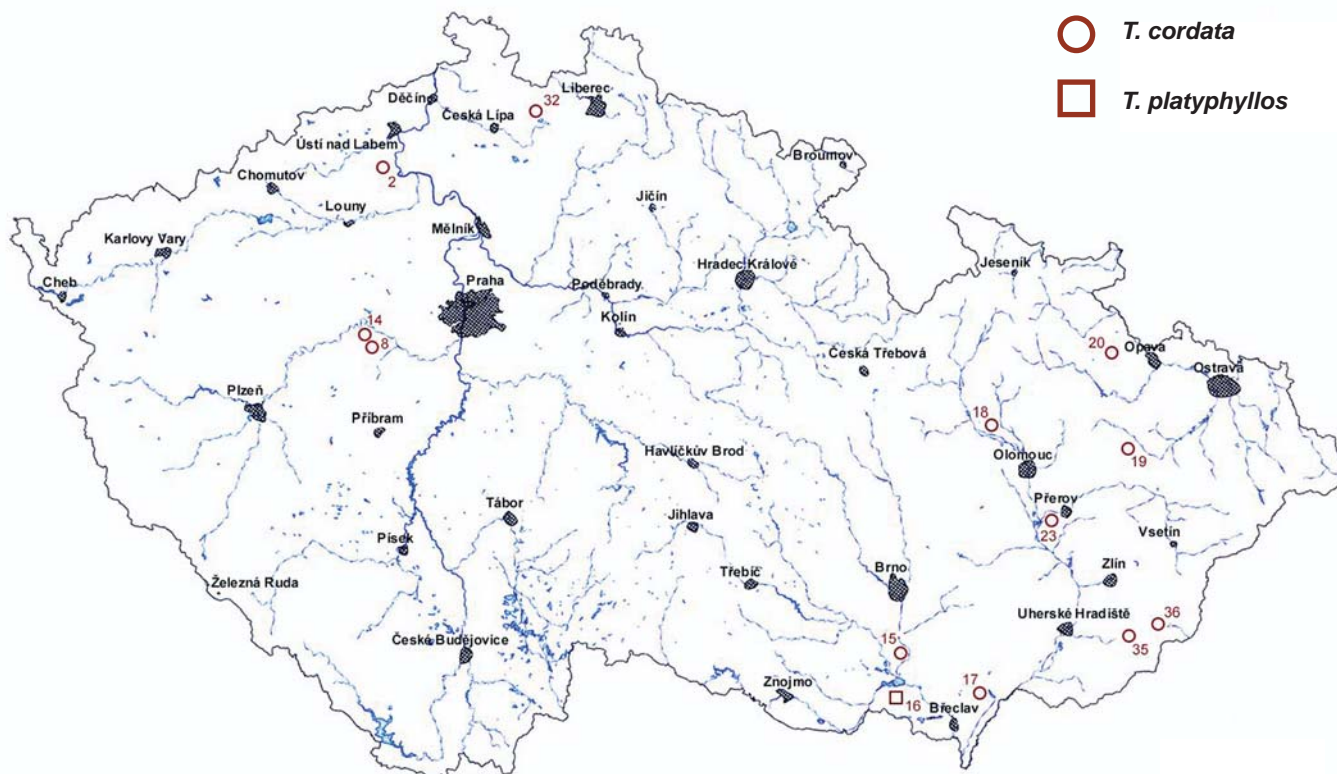 T. cordata
T. platyphyllos
Děčín
Česká Lípa
32
Liberec
Ústí nad Labem
Broumov
Chomutov
2
Louny
Jičín
Mělník
Karlovy Vary
Hradec Králové
Jeseník
Cheb
Praha
Poděbrady
14
Kolín
8
Česká Třebová
20
Opava
Ostrava
Plzeň
Příbram
18
Havlíčkův Brod
Olomouc
19
Tábor
Přerov
Jihlava
23
Vsetín
Písek
Železná Ruda
Třebíč
Brno
Zlín
Uherské Hradiště
36
České Budějovice
15
35
Znojmo
17
16
Břeclav